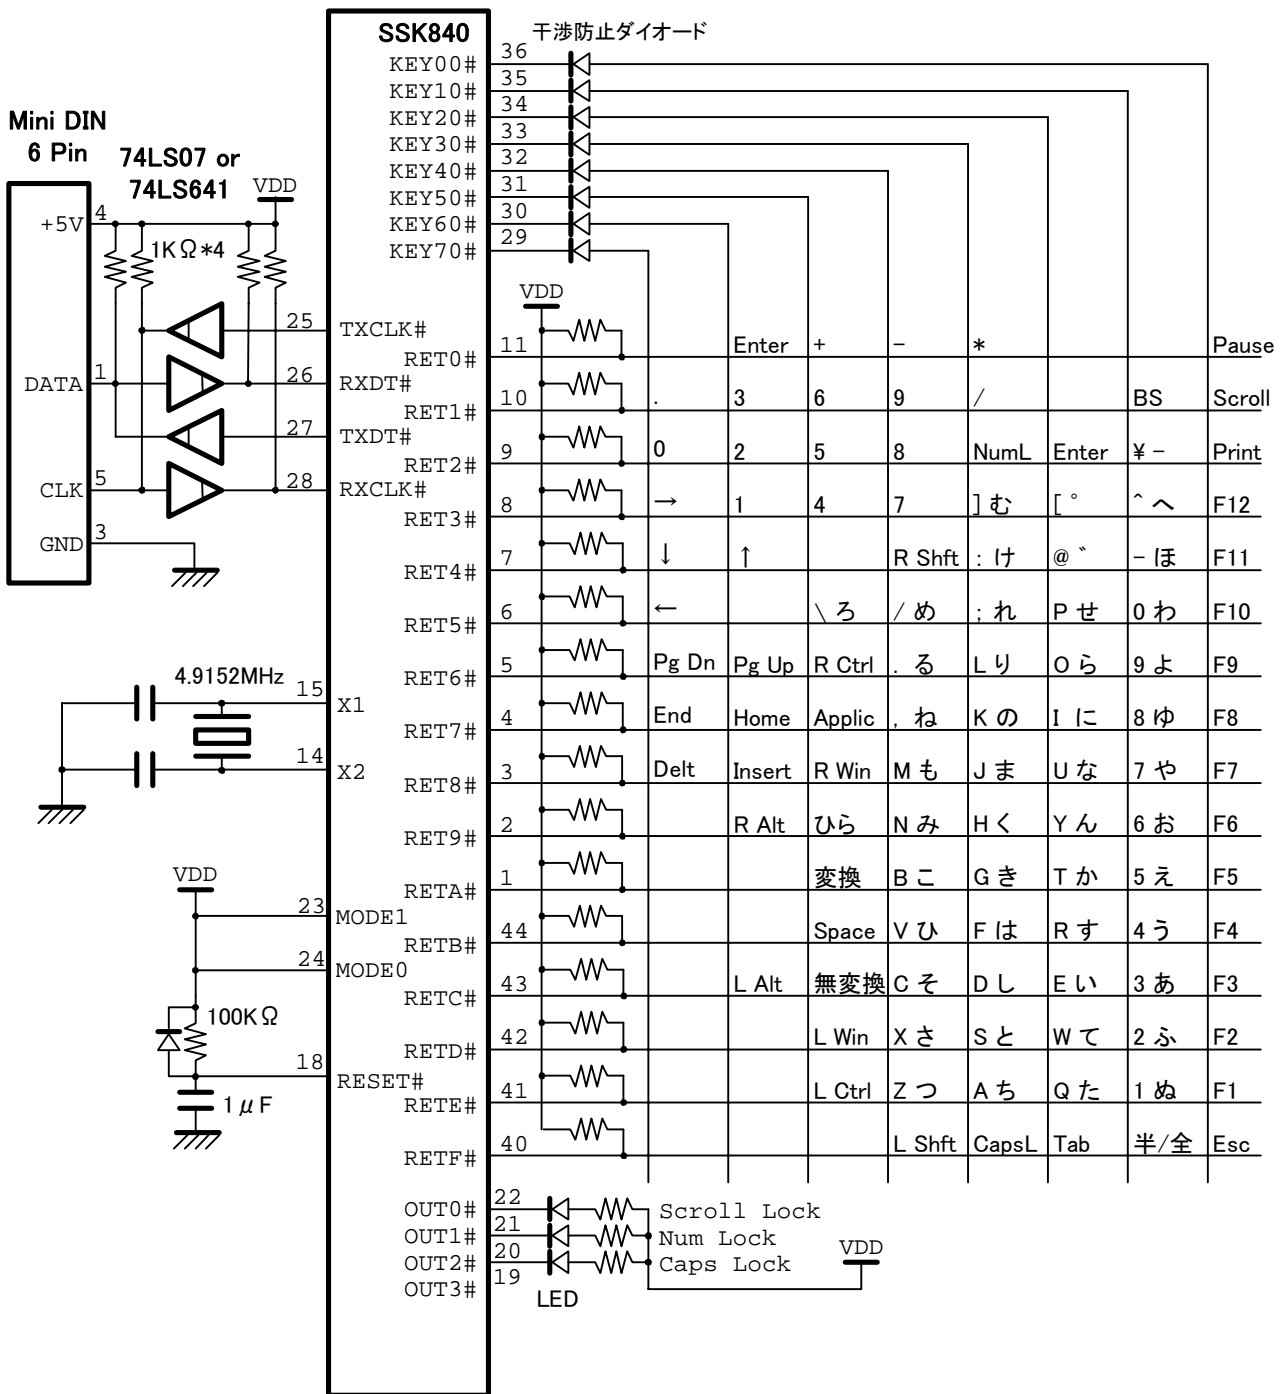 SSK840
干渉防止ダイオード
KEY00# 36
KEY10# 35
KEY20# 34
KEY30# 33
KEY40# 32
KEY50# 31
KEY60# 30
KEY70# 29
Mini DIN
6 Pin
74LS07 or
74LS641
VDD
+5V 4
1KΩ*4
VDD
25 TXCLK#
DATA 1
26 RXDT#
27 TXDT#
CLK 5
28 RXCLK#
GND 3
RET0# 11 Enter + - * Pause
RET1# 10 . 3 6 9 / BS Scroll
RET2# 9 0 2 5 8 NumL Enter ¥ - Print
RET3# 8 → 1 4 7 ] む [ ° ^ へ F12
RET4# 7 ↓ ↑ R Shft : け @ ゛ - ほ F11
RET5# 6 ← \ ろ / め ; れ P せ 0 わ F10
RET6# 5 Pg Dn Pg Up R Ctrl . る L り O ら 9 よ F9
RET7# 4 End Home Applic , ね K の I に 8 ゆ F8
RET8# 3 Delt Insert R Win M も J ま U な 7 や F7
RET9# 2 R Alt ひら N み H く Y ん 6 お F6
RETA# 1 変換 B こ G き T か 5 え F5
RETB# 44 Space V ひ F は R す 4 う F4
RETC# 43 L Alt 無変換 C そ D し E い 3 あ F3
RETD# 42 L Win X さ S と W て 2 ふ F2
RETE# 41 L Ctrl Z つ A ち Q た 1 ぬ F1
RETF# 40 L Shft CapsL Tab 半/全 Esc
4.9152MHz
15 X1
14 X2
VDD
23 MODE1
24 MODE0
100KΩ
18 RESET#
1μF
OUT0# 22 Scroll Lock
OUT1# 21 Num Lock
OUT2# 20 Caps Lock
OUT3# 19
VDD
LED